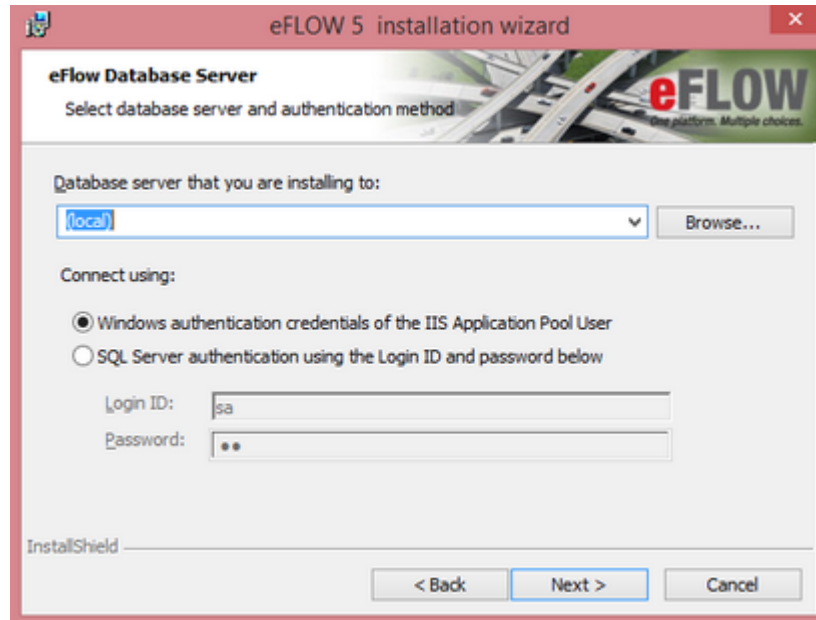 eFLOW 5 installation wizard
eFlow Database Server
Select database server and authentication method
eFLOW
One platform. Multiple choices.
Database server that you are installing to:
(local)
Browse...
Connect using:
Windows authentication credentials of the IIS Application Pool User
SQL Server authentication using the Login ID and password below
Login ID:
sa
Password:
••
InstallShield
< Back
Next >
Cancel